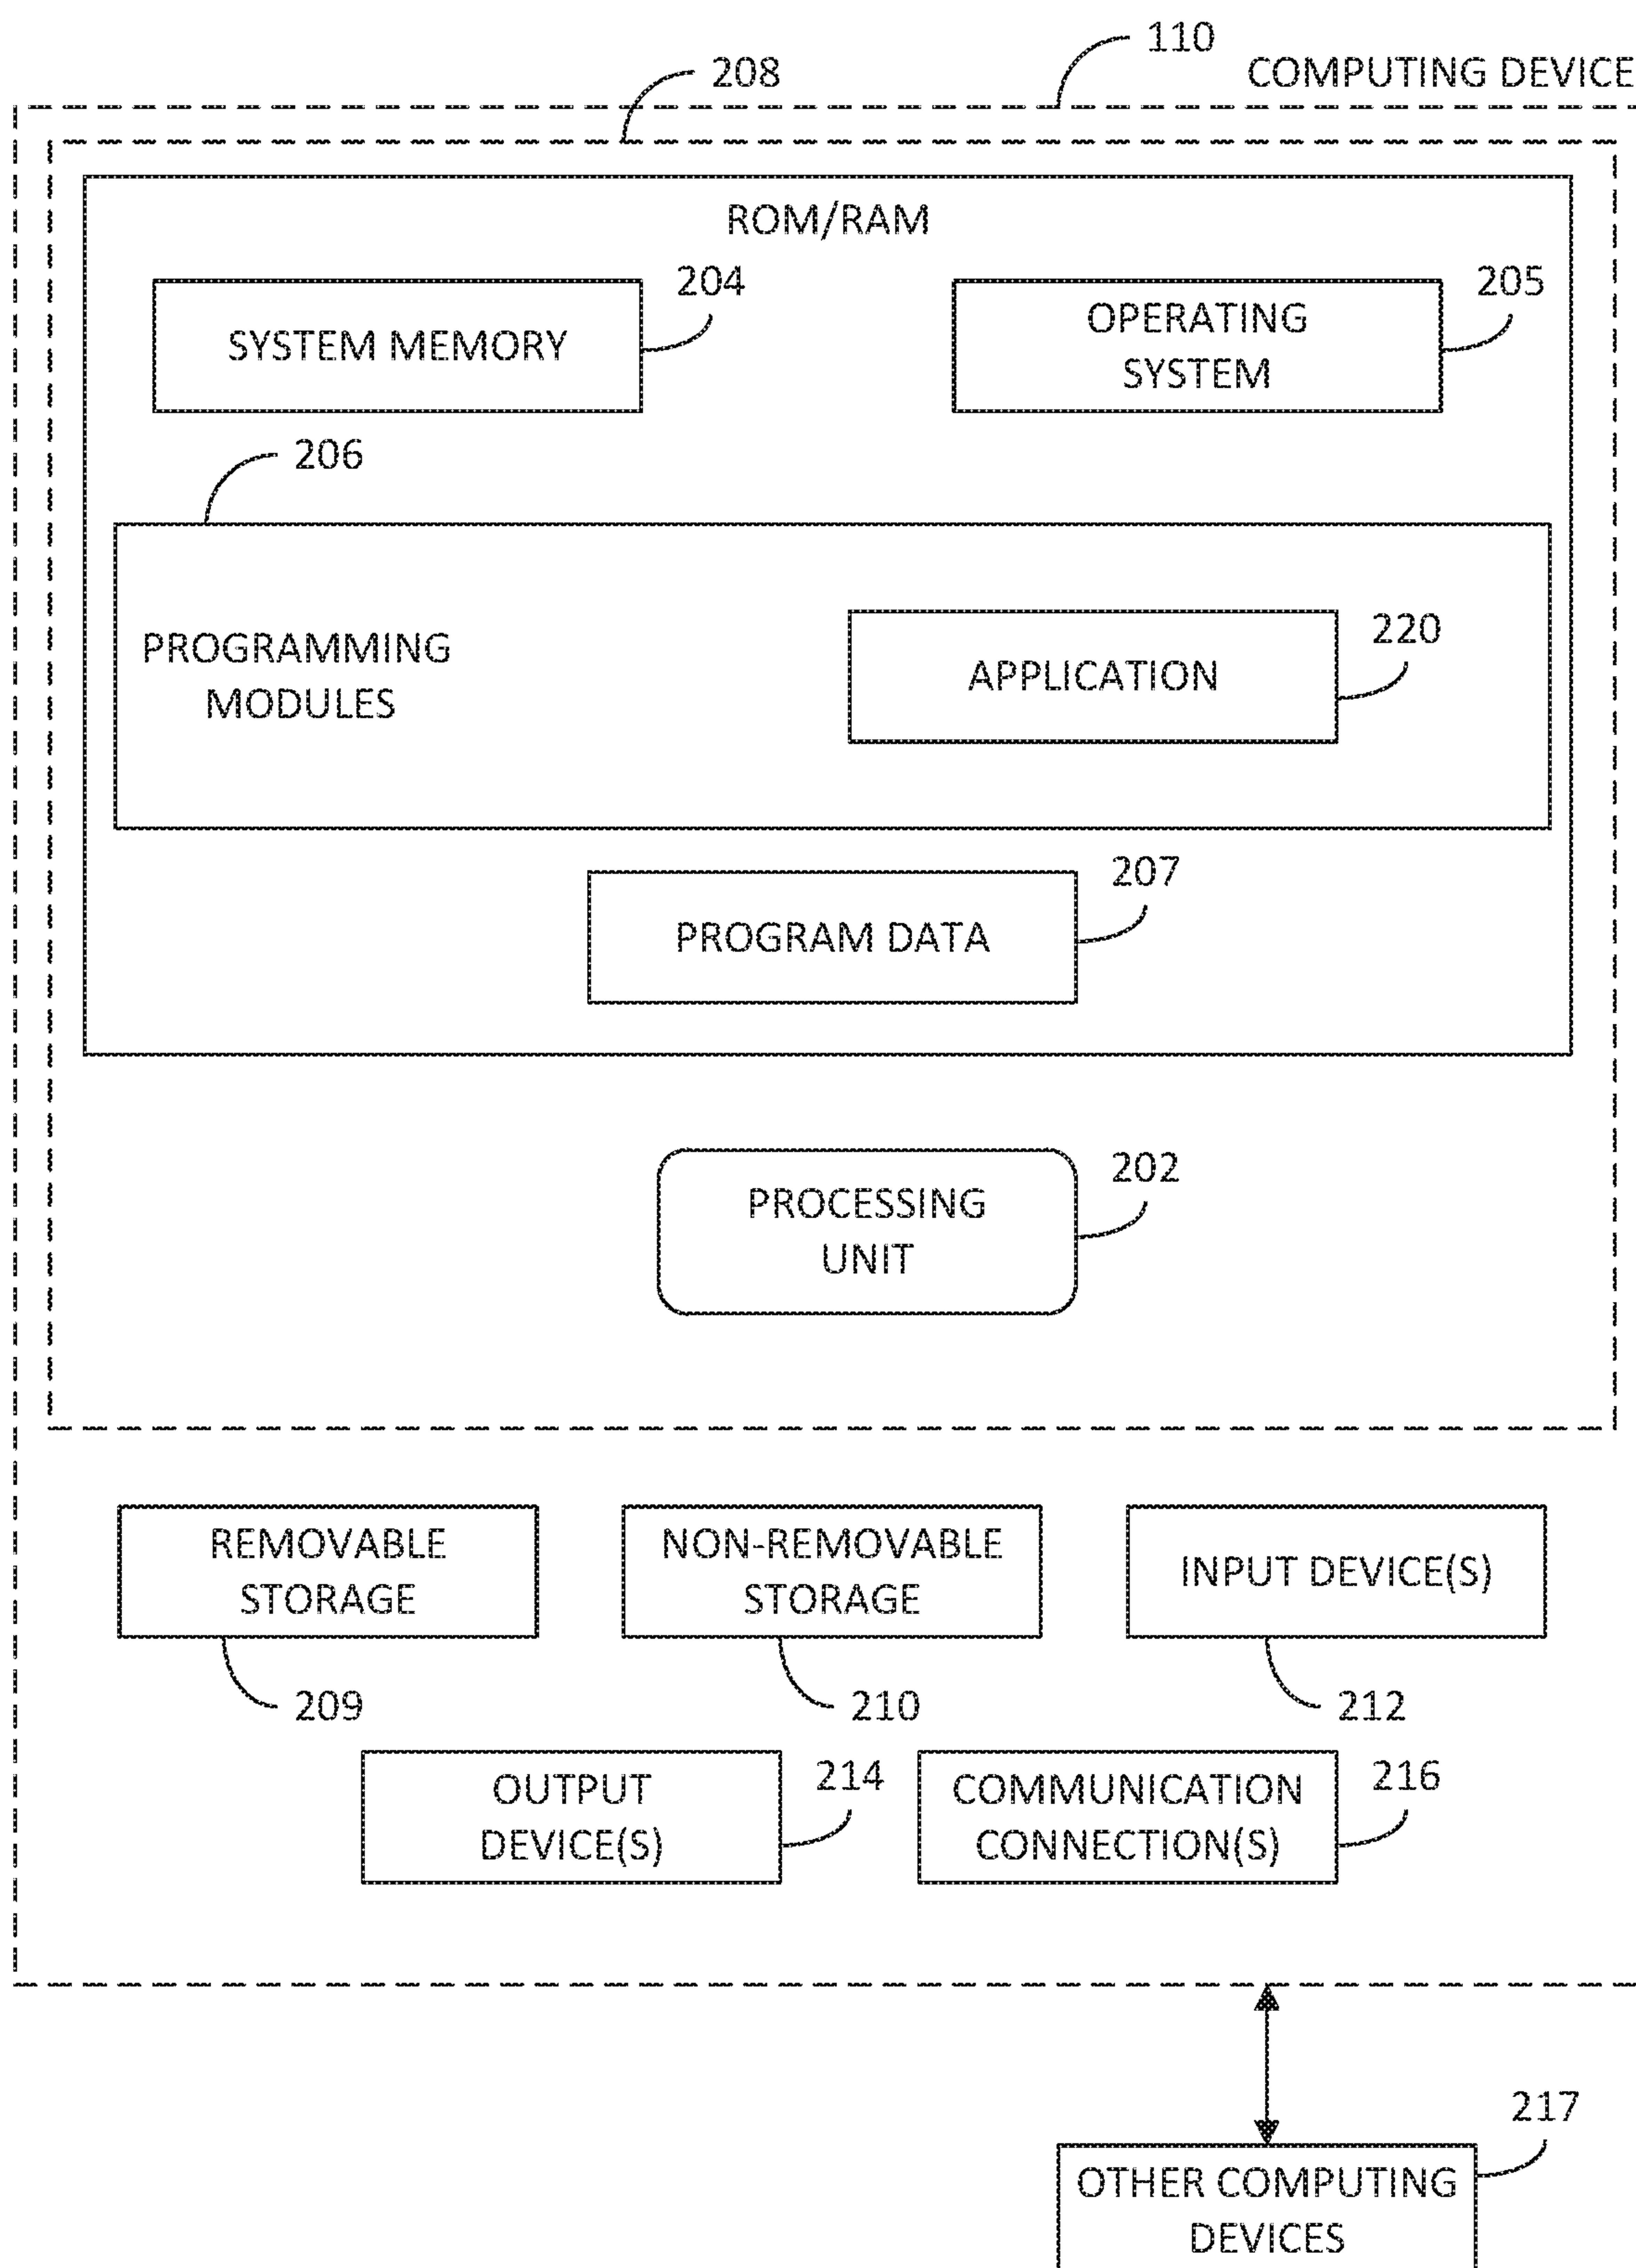 110
COMPUTING DEVICE
208
ROM/RAM
204
205
SYSTEM MEMORY
OPERATING
SYSTEM
206
PROGRAMMING
MODULES
220
APPLICATION
207
PROGRAM DATA
202
PROCESSING
UNIT
REMOVABLE
STORAGE
NON-REMOVABLE
STORAGE
INPUT DEVICE(S)
209
210
212
OUTPUT
DEVICE(S)
214
COMMUNICATION
CONNECTION(S)
216
217
OTHER COMPUTING
DEVICES